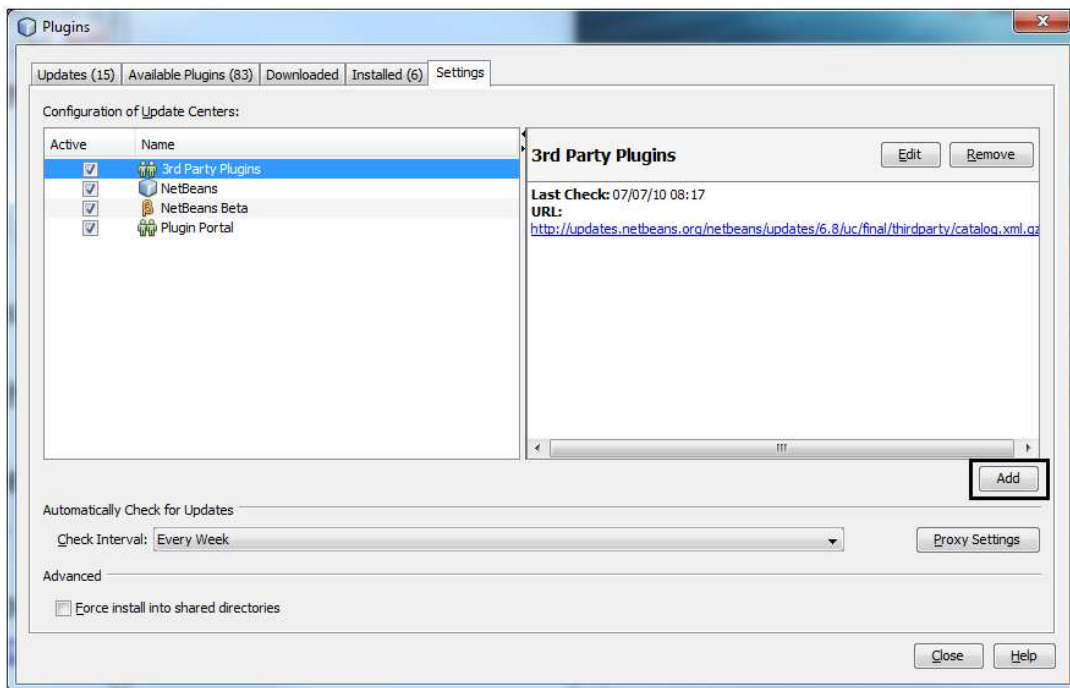 Plugins
Updates (15) Available Plugins (83) Downloaded Installed (6) Settings
Configuration of Update Centers:
Active Name
3rd Party Plugins
NetBeans
NetBeans Beta
Plugin Portal
3rd Party Plugins Edit Remove
Last Check: 07/07/10 08:17
URL:
http://updates.netbeans.org/netbeans/updates/6.8/uc/final/thirdparty/catalog.xml.gz
Add
Automatically Check for Updates
Check Interval: Every Week Proxy Settings
Advanced
Force install into shared directories
Close Help